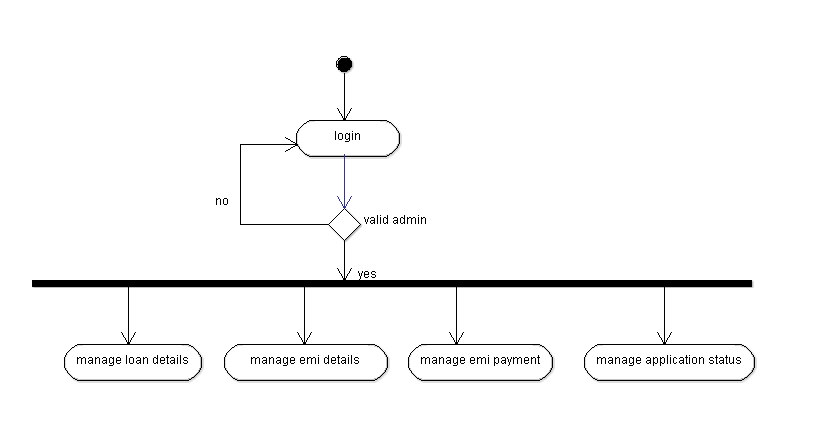 login
no
valid admin
yes
manage loan details
manage emi details
manage emi payment
manage application status